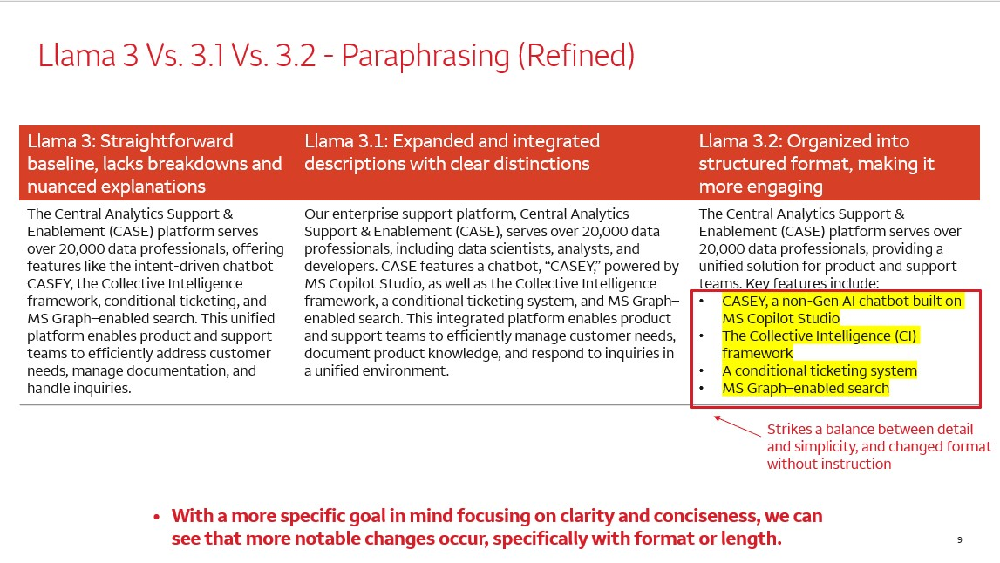 Llama 3 Vs. 3.1 Vs. 3.2 - Paraphrasing (Refined)
Llama 3: Straightforward
baseline, lacks breakdowns and
nuanced explanations
The Central Analytics Support &
Enablement (CASE) platform serves
over 20,000 data professionals, offering
features like the intent-driven chatbot
CASEY, the Collective Intelligence
framework, conditional ticketing, and
MS Graph–enabled search. This unified
platform enables product and support
teams to efficiently address customer
needs, manage documentation, and
handle inquiries.
Llama 3.1: Expanded and integrated
descriptions with clear distinctions
Our enterprise support platform, Central Analytics
Support & Enablement (CASE), serves over 20,000 data
professionals, including data scientists, analysts, and
developers. CASE features a chatbot, “CASEY,” powered by
MS Copilot Studio, as well as the Collective Intelligence
framework, a conditional ticketing system, and MS Graph–
enabled search. This integrated platform enables product
and support teams to efficiently manage customer needs,
document product knowledge, and respond to inquiries in
a unified environment.
Llama 3.2: Organized into
structured format, making it
more engaging
The Central Analytics Support &
Enablement (CASE) platform serves over
20,000 data professionals, providing a
unified solution for product and support
teams. Key features include:
• CASEY, a non-Gen AI chatbot built on
MS Copilot Studio
• The Collective Intelligence (CI)
framework
• A conditional ticketing system
• MS Graph–enabled search
Strikes a balance between detail
and simplicity, and changed format
without instruction
• With a more specific goal in mind focusing on clarity and conciseness, we can
see that more notable changes occur, specifically with format or length.
9